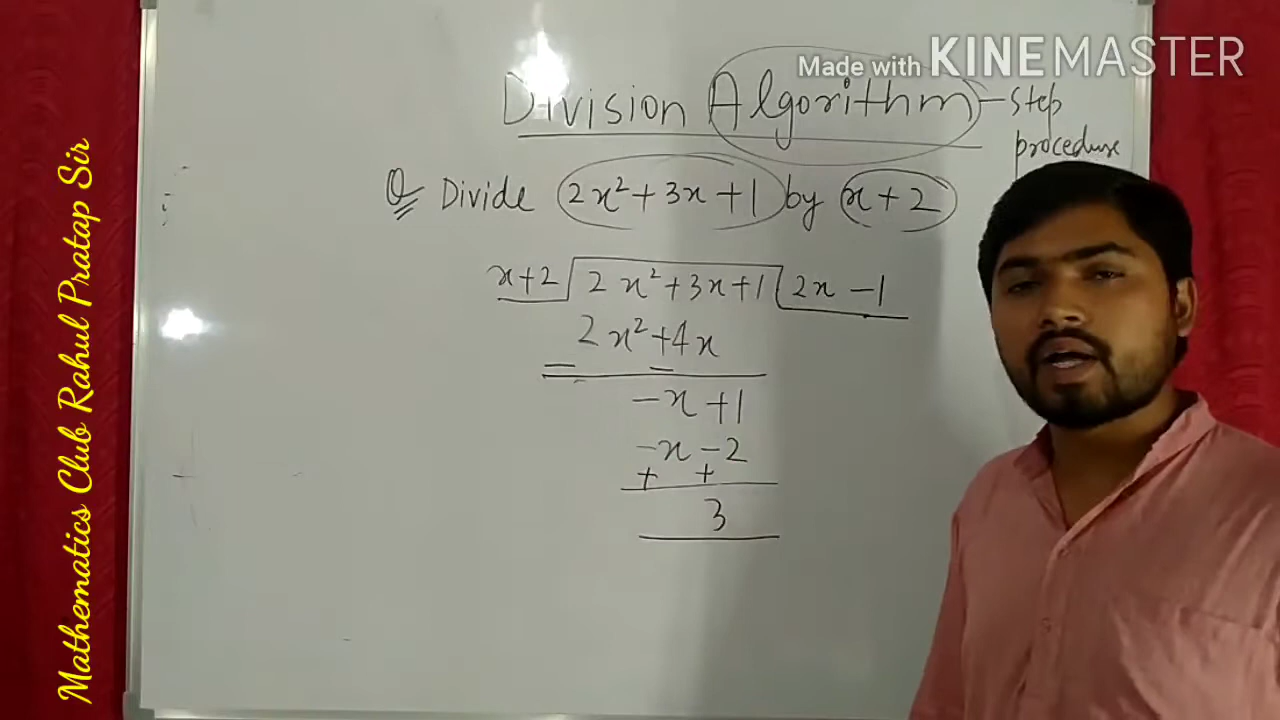 Made with KINEMASTER
Division Algorithm - Step
procedure
Q Divide 2x² + 3x + 1 by x + 2
x+2 2x² + 3x + 1 2x - 1
2x² + 4x
- -
-x + 1
-x - 2
+ +
3
Mathematics Club Rahul Pratap Sir